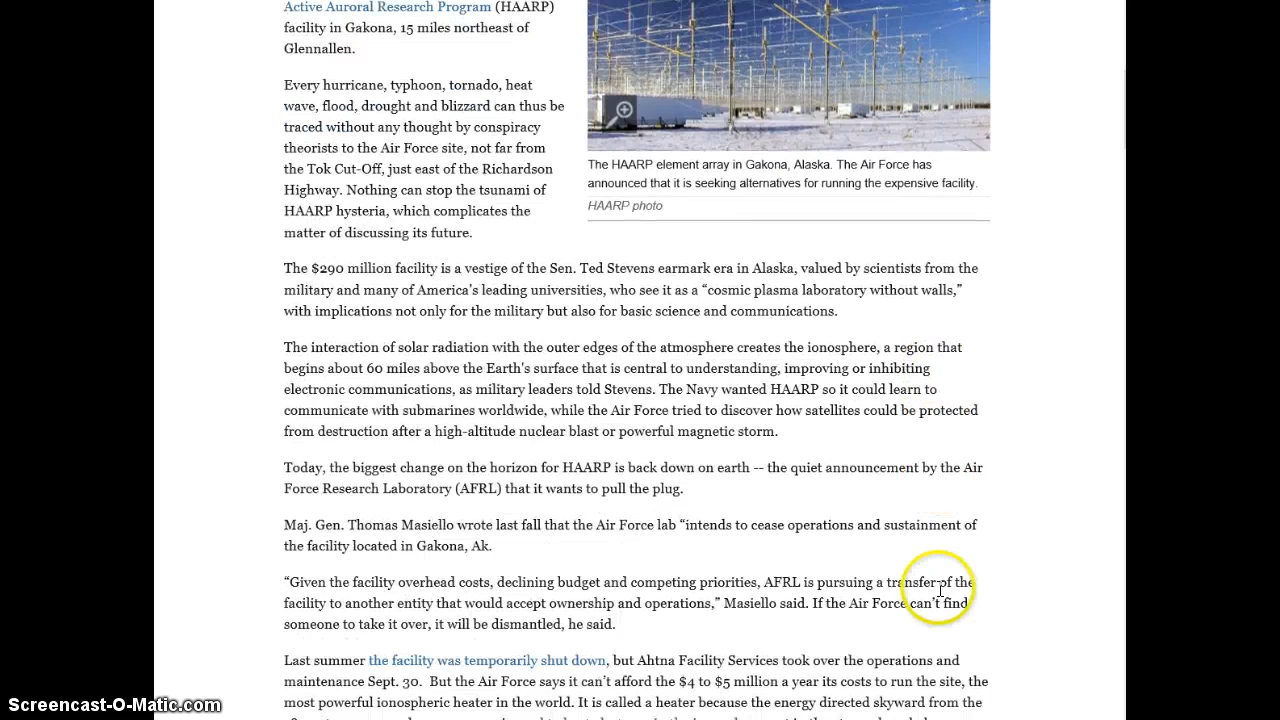 Active Auroral Research Program (HAARP)
facility in Gakona, 15 miles northeast of
Glennallen.
Every hurricane, typhoon, tornado, heat
wave, flood, drought and blizzard can thus be
traced without any thought by conspiracy
theorists to the Air Force site, not far from
the Tok Cut-Off, just east of the Richardson
Highway. Nothing can stop the tsunami of
HAARP hysteria, which complicates the
matter of discussing its future.
The HAARP element array in Gakona, Alaska. The Air Force has
announced that it is seeking alternatives for running the expensive facility.
HAARP photo
The $290 million facility is a vestige of the Sen. Ted Stevens earmark era in Alaska, valued by scientists from the
military and many of America's leading universities, who see it as a “cosmic plasma laboratory without walls,”
with implications not only for the military but also for basic science and communications.
The interaction of solar radiation with the outer edges of the atmosphere creates the ionosphere, a region that
begins about 60 miles above the Earth's surface that is central to understanding, improving or inhibiting
electronic communications, as military leaders told Stevens. The Navy wanted HAARP so it could learn to
communicate with submarines worldwide, while the Air Force tried to discover how satellites could be protected
from destruction after a high-altitude nuclear blast or powerful magnetic storm.
Today, the biggest change on the horizon for HAARP is back down on earth -- the quiet announcement by the Air
Force Research Laboratory (AFRL) that it wants to pull the plug.
Maj. Gen. Thomas Masiello wrote last fall that the Air Force lab “intends to cease operations and sustainment of
the facility located in Gakona, Ak.
“Given the facility overhead costs, declining budget and competing priorities, AFRL is pursuing a transfer of the
facility to another entity that would accept ownership and operations,” Masiello said. If the Air Force can’t find
someone to take it over, it will be dismantled, he said.
Last summer the facility was temporarily shut down, but Ahtna Facility Services took over the operations and
maintenance Sept. 30. But the Air Force says it can’t afford the $4 to $5 million a year its costs to run the site, the
most powerful ionospheric heater in the world. It is called a heater because the energy directed skyward from the
Screencast-O-Matic.com